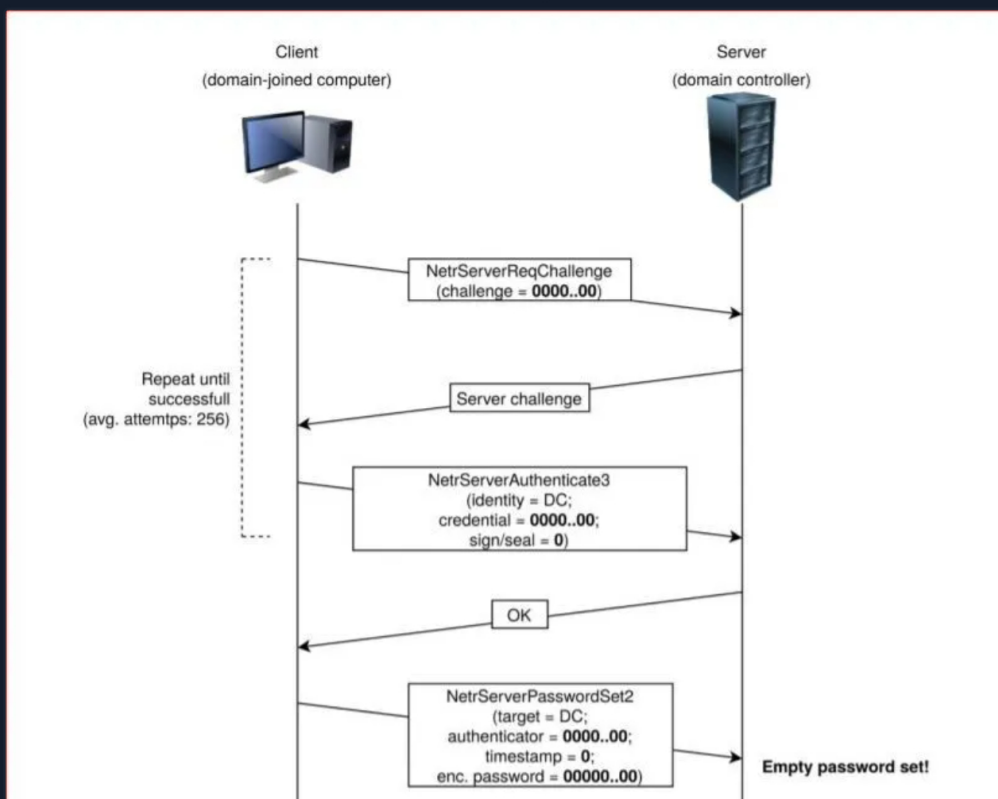 Client
(domain-joined computer)
Server
(domain controller)
NetrServerReqChallenge
(challenge = 0000..00)
Server challenge
Repeat until
successfull
(avg. attemtps: 256)
NetrServerAuthenticate3
(identity = DC;
credential = 0000..00;
sign/seal = 0)
OK
NetrServerPasswordSet2
(target = DC;
authenticator = 0000..00;
timestamp = 0;
enc. password = 00000..00)
Empty password set!